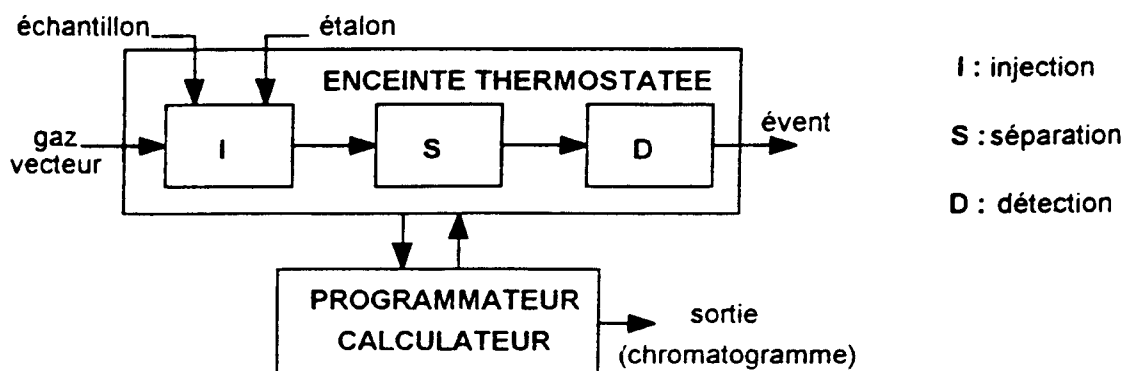 échantillon
étalon
ENCEINTE THERMOSTATEE
I : injection
gaz
vecteur
I
S
D
évent
S : séparation
D : détection
PROGRAMMATEUR
CALCULATEUR
sortie
(chromatogramme)